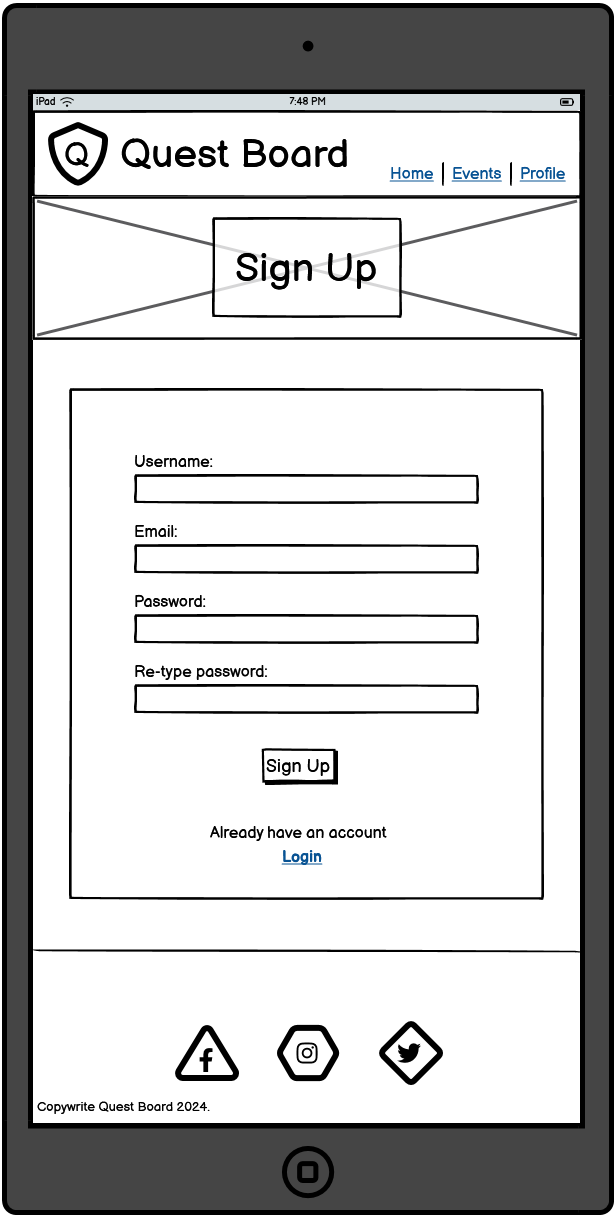 iPad 7:48 PM
Q Quest Board
Home Events Profile
Sign Up
Username:
Email:
Password:
Re-type password:
Sign Up
Already have an account
Login
Copywrite Quest Board 2024.